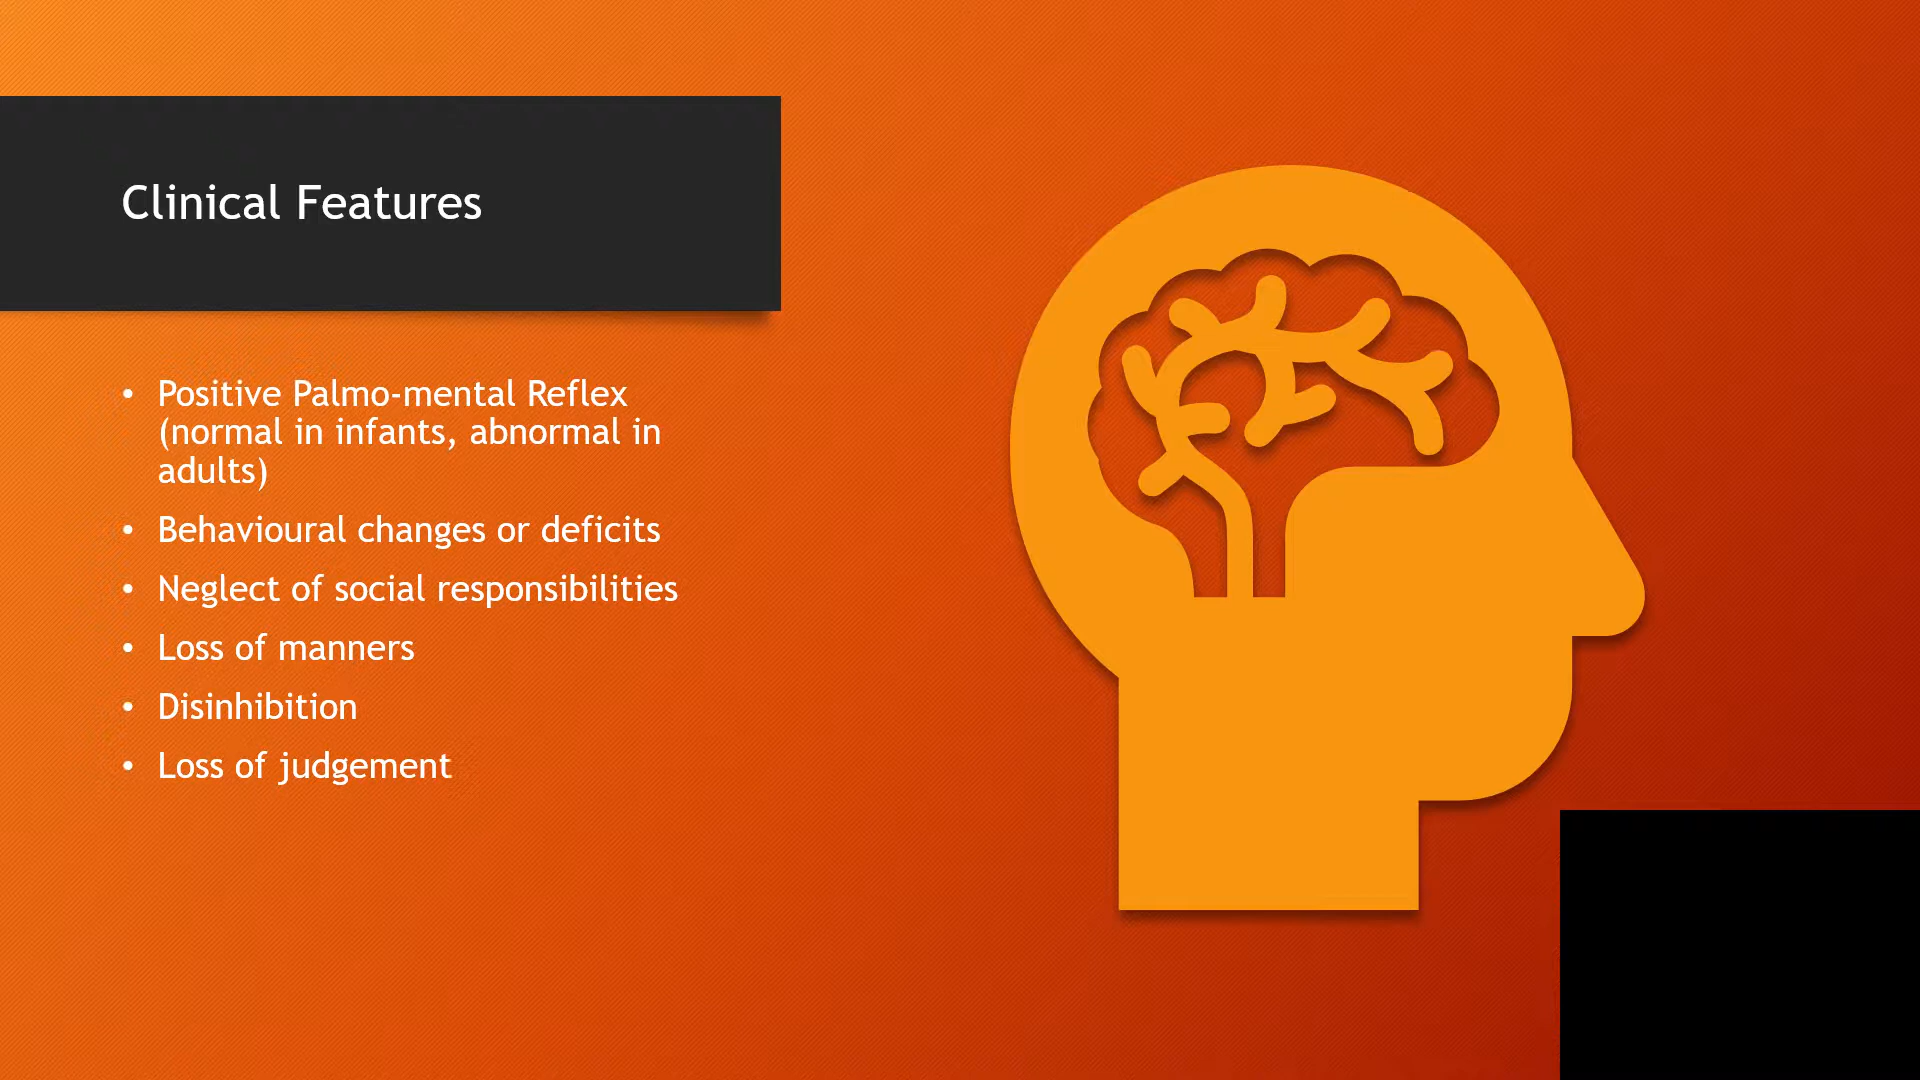 Clinical Features
• Positive Palmo-mental Reflex
(normal in infants, abnormal in
adults)
• Behavioural changes or deficits
• Neglect of social responsibilities
• Loss of manners
• Disinhibition
• Loss of judgement